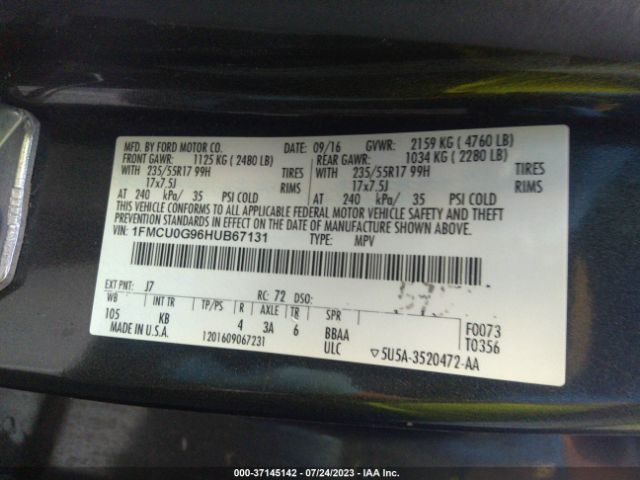 MFD. BY FORD MOTOR CO. DATE: 09/16 GVWR: 2159 KG ( 4760 LB)
FRONT GAWR: 1125 KG ( 2480 LB) REAR GAWR: 1034 KG ( 2280 LB)
WITH 235/55R17 99H TIRES WITH 235/55R17 99H TIRES
17x7.5J RIMS 17x7.5J RIMS
AT 240 kPa/ 35 PSI COLD AT 240 kPa/ 35 PSI COLD
THIS VEHICLE CONFORMS TO ALL APPLICABLE FEDERAL MOTOR VEHICLE SAFETY AND THEFT
PREVENTION STANDARDS IN EFFECT ON THE DATE OF MANUFACTURE SHOWN ABOVE.
VIN: 1FMCU0G96HUB67131 TYPE: MPV
EXT PNT: J7 RC: 72 DSO:
WB INT TR TP/PS R AXLE TR SPR
105 KB 4 3A 6 BBAA
MADE IN U.S.A. 1201609067231 ULC
F0073
T0356
▽5U5A-3520472-AA
000-37145142 - 07/24/2023 - IAA Inc.